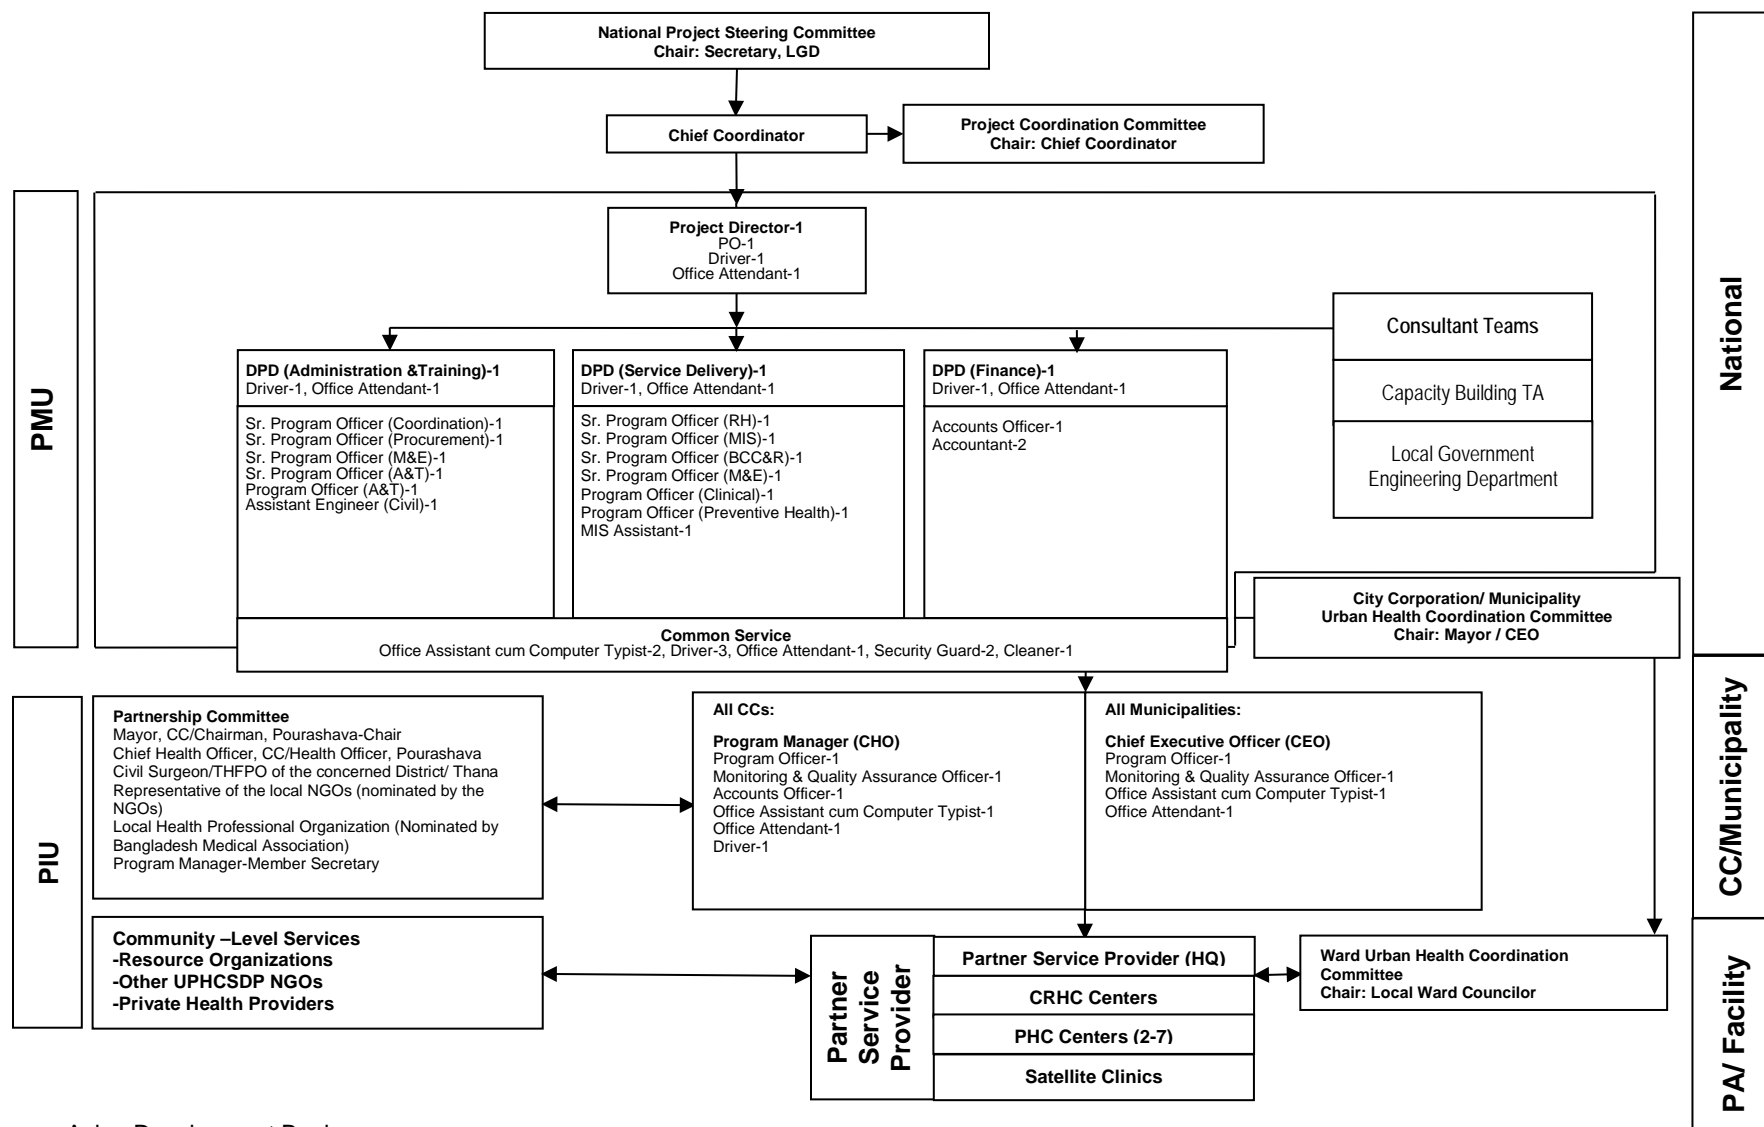 National Project Steering Committee
Chair: Secretary, LGD
Chief Coordinator
Project Coordination Committee
Chair: Chief Coordinator
National
PMU
Project Director-1
PO-1
Driver-1
Office Attendant-1
Consultant Teams
Capacity Building TA
Local Government
Engineering Department
DPD (Administration &Training)-1
Driver-1, Office Attendant-1
Sr. Program Officer (Coordination)-1
Sr. Program Officer (Procurement)-1
Sr. Program Officer (M&E)-1
Sr. Program Officer (A&T)-1
Program Officer (A&T)-1
Assistant Engineer (Civil)-1
DPD (Service Delivery)-1
Driver-1, Office Attendant-1
Sr. Program Officer (RH)-1
Sr. Program Officer (MIS)-1
Sr. Program Officer (BCC&R)-1
Sr. Program Officer (M&E)-1
Program Officer (Clinical)-1
Program Officer (Preventive Health)-1
MIS Assistant-1
DPD (Finance)-1
Driver-1, Office Attendant-1
Accounts Officer-1
Accountant-2
City Corporation/ Municipality
Urban Health Coordination Committee
Chair: Mayor / CEO
Common Service
Office Assistant cum Computer Typist-2, Driver-3, Office Attendant-1, Security Guard-2, Cleaner-1
CC/Municipality
PIU
Partnership Committee
Mayor, CC/Chairman, Pourashava-Chair
Chief Health Officer, CC/Health Officer, Pourashava
Civil Surgeon/THFPO of the concerned District/ Thana
Representative of the local NGOs (nominated by the
NGOs)
Local Health Professional Organization (Nominated by
Bangladesh Medical Association)
Program Manager-Member Secretary
All CCs:
Program Manager (CHO)
Program Officer-1
Monitoring & Quality Assurance Officer-1
Accounts Officer-1
Office Assistant cum Computer Typist-1
Office Attendant-1
Driver-1
All Municipalities:
Chief Executive Officer (CEO)
Program Officer-1
Monitoring & Quality Assurance Officer-1
Office Assistant cum Computer Typist-1
Office Attendant-1
Community –Level Services
-Resource Organizations
-Other UPHCSDP NGOs
-Private Health Providers
Partner
Service
Provider
Partner Service Provider (HQ)
CRHC Centers
PHC Centers (2-7)
Satellite Clinics
Ward Urban Health Coordination
Committee
Chair: Local Ward Councilor
PA/ Facility